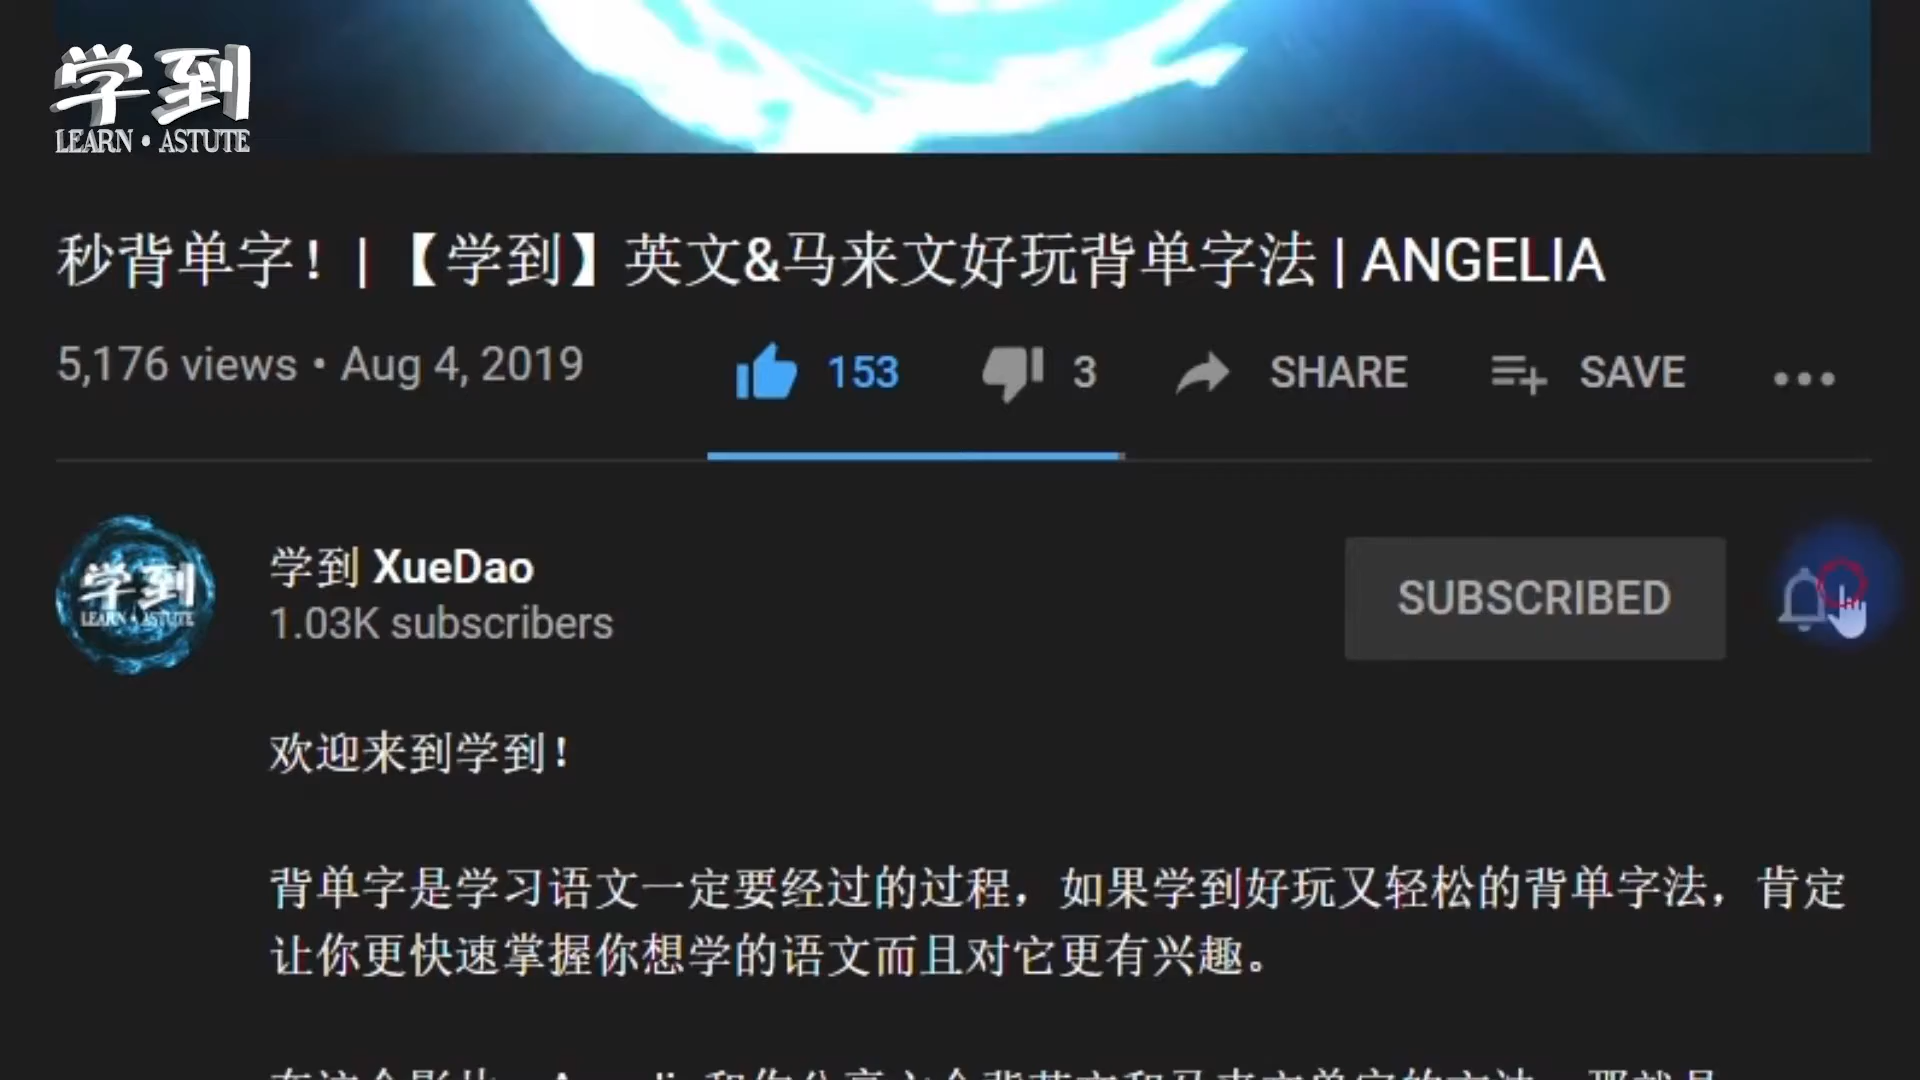 学到
LEARN • ASTUTE
秒背单字！ | 【学到】英文&马来文好玩背单字法 | ANGELIA
5,176 views • Aug 4, 2019
153
3
SHARE
SAVE
学到
LEARN • ASTUTE
学到 XueDao
1.03K subscribers
SUBSCRIBED
欢迎来到学到！
背单字是学习语文一定要经过的过程，如果学到好玩又轻松的背单字法，肯定
让你更快速掌握你想学的语文而且对它更有兴趣。